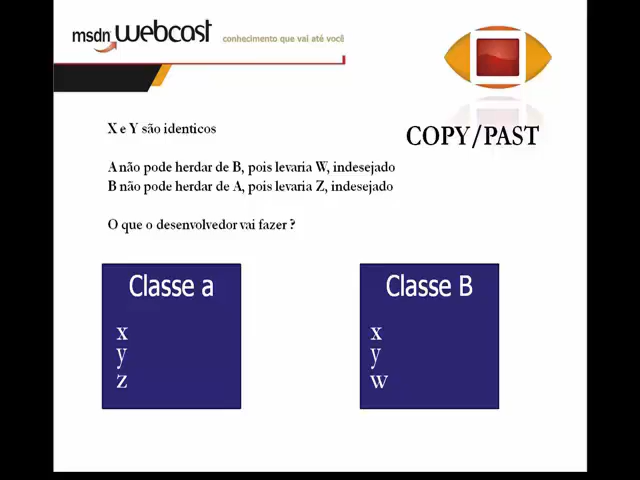 msdn webcast
conhecimento que vai até você
COPY/PAST
X e Y são identicos
A não pode herdar de B, pois levaria W, indesejado
B não pode herdar de A, pois levaria Z, indesejado
O que o desenvolvedor vai fazer ?
Classe a
x
y
z
Classe B
x
y
w